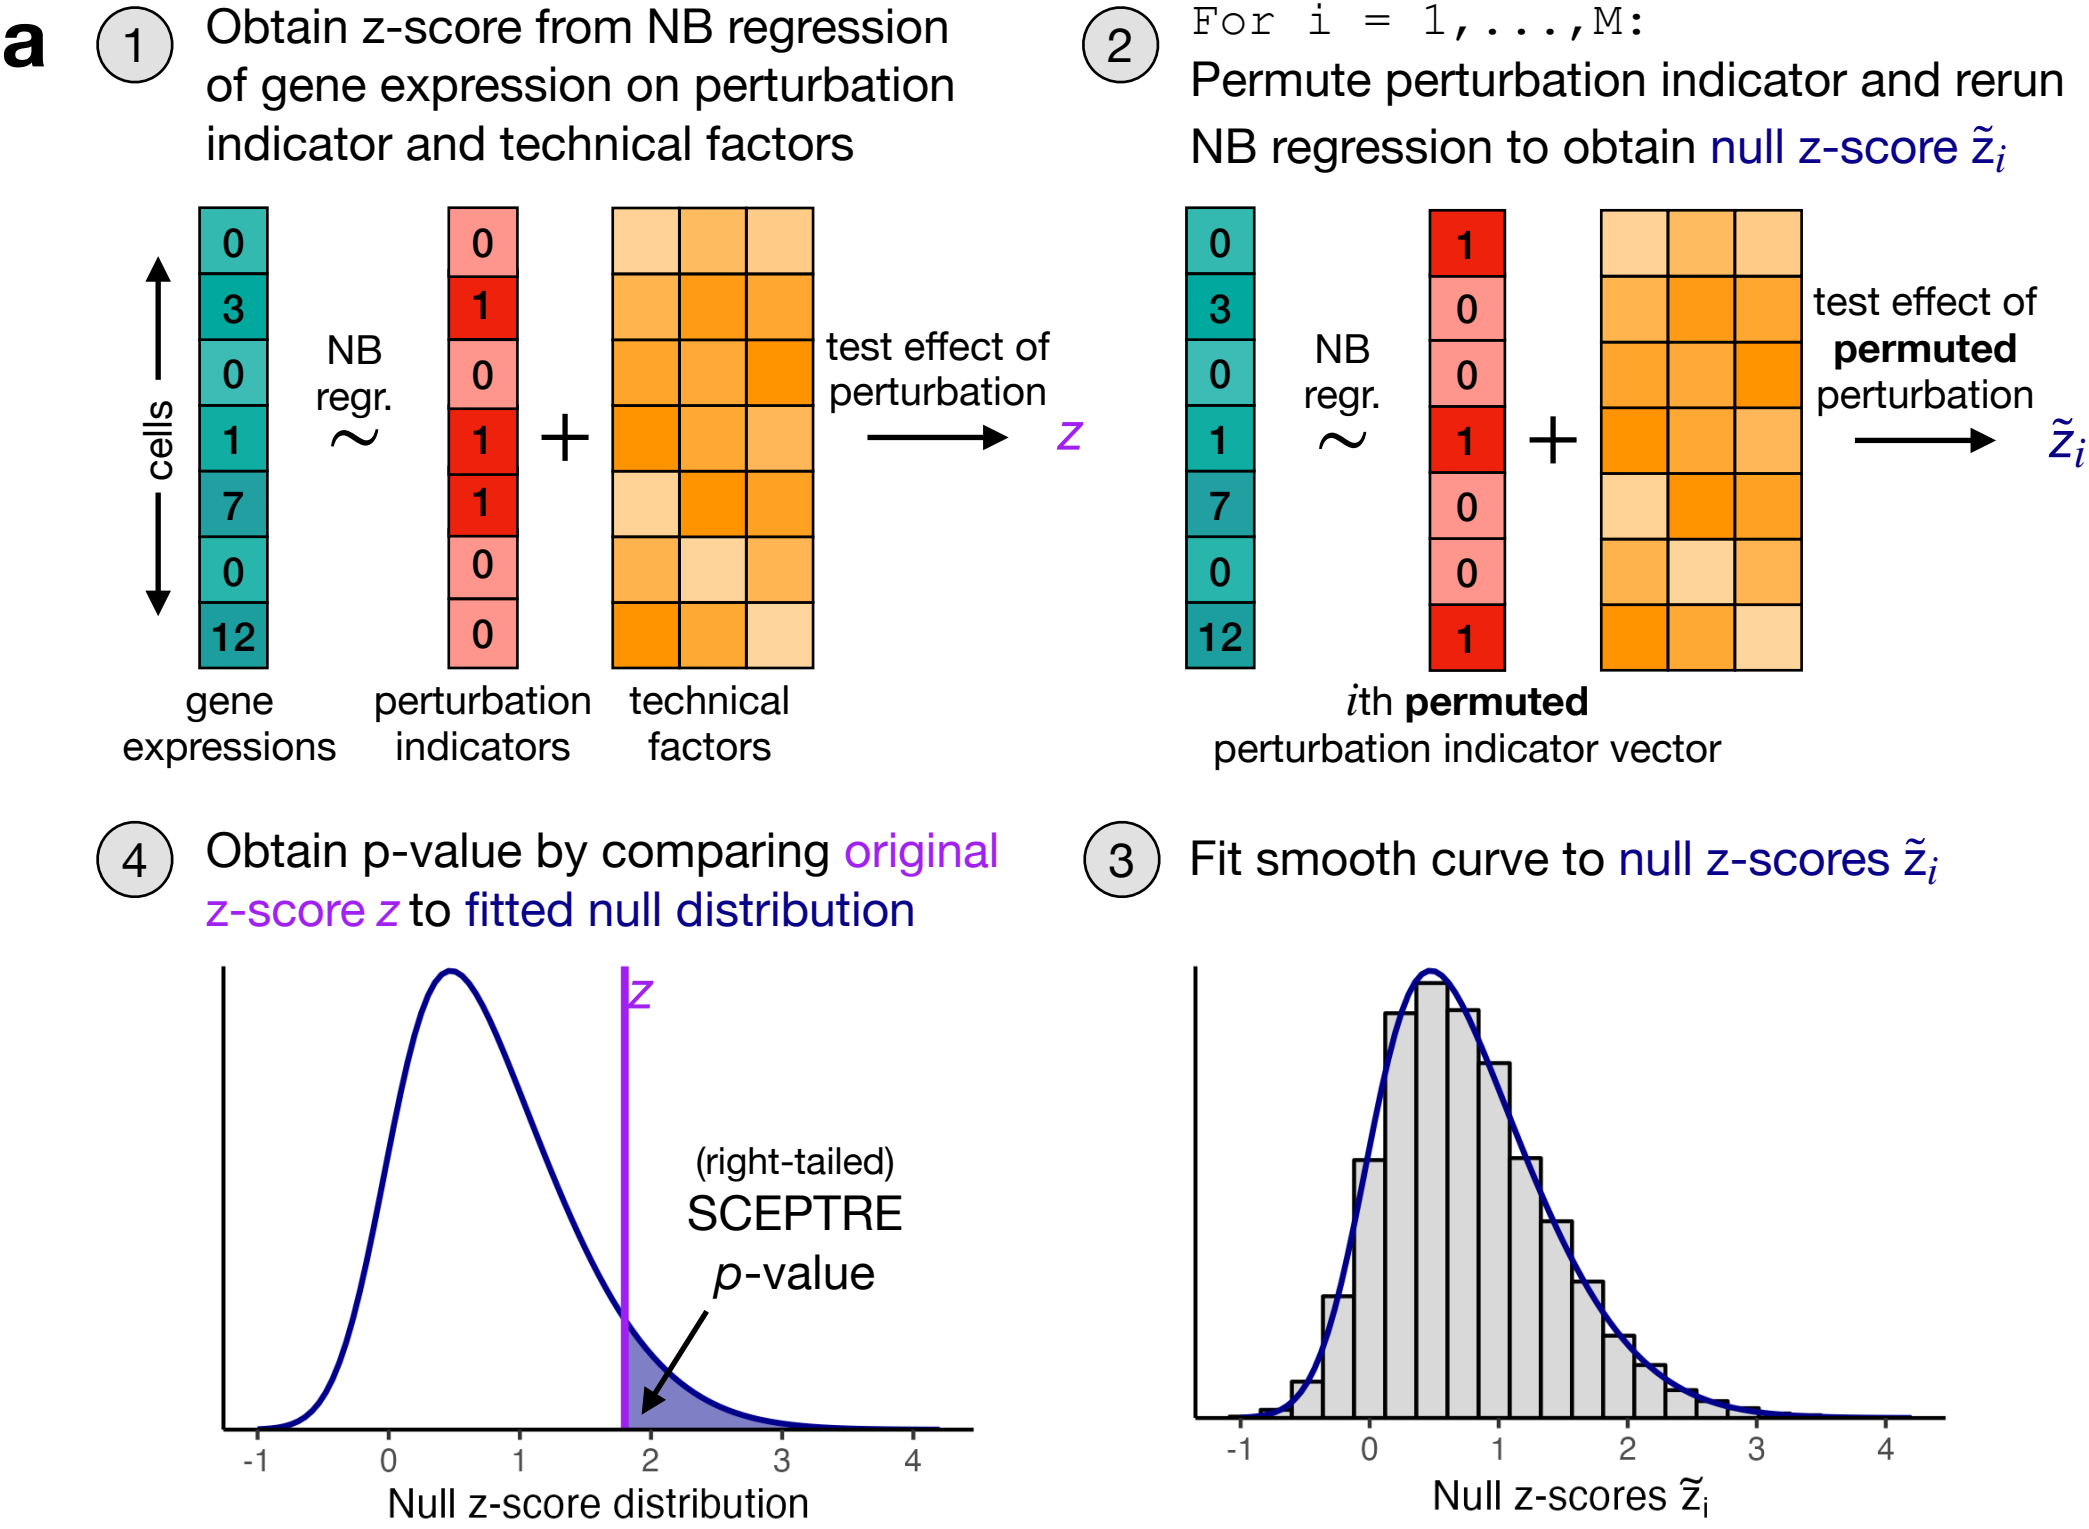 a
1
Obtain z-score from NB regression
of gene expression on perturbation
indicator and technical factors
cells
0
3
0
1
7
0
12
gene
expressions
NB
regr.
~
0
1
0
1
1
0
0
perturbation
indicators
+
technical
factors
test effect of
perturbation
z
2
For i = 1,...,M:
Permute perturbation indicator and rerun
NB regression to obtain null z-score z̃ᵢ
0
3
0
1
7
0
12
NB
regr.
~
1
0
0
1
0
0
1
ith permuted
perturbation indicator vector
+
test effect of
permuted
perturbation
z̃ᵢ
4
Obtain p-value by comparing original
z-score z to fitted null distribution
z
(right-tailed)
SCEPTRE
p-value
-1 0 1 2 3 4
Null z-score distribution
3
Fit smooth curve to null z-scores z̃ᵢ
-1 0 1 2 3 4
Null z-scores z̃ᵢ